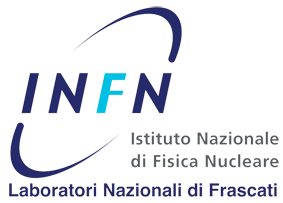 INFN
Istituto Nazionale
di Fisica Nucleare
Laboratori Nazionali di Frascati